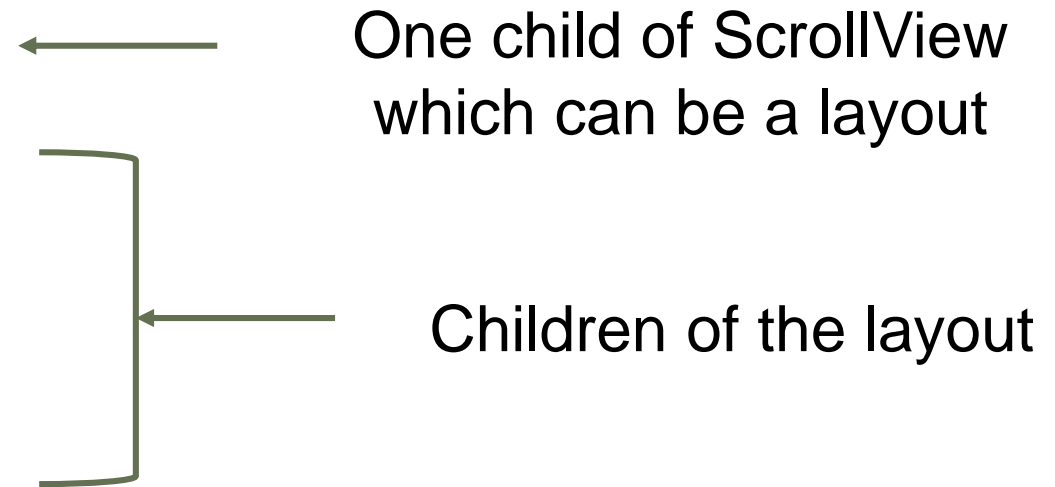 One child of ScrollView
which can be a layout
Children of the layout